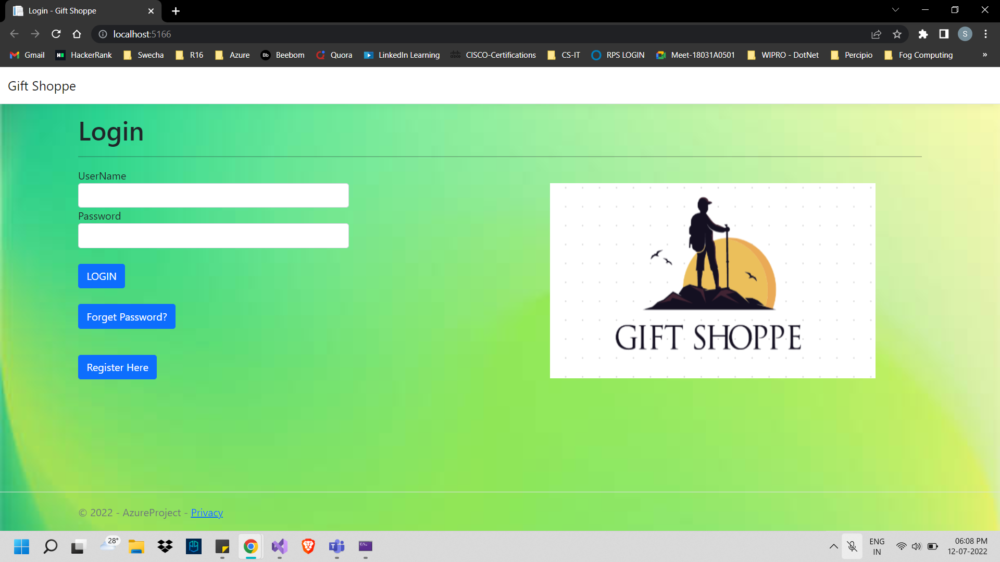 Login - Gift Shoppe
localhost:5166
S
Gmail HackerRank Swecha R16 Azure Bb Beebom Quora LinkedIn Learning CISCO CISCO-Certifications CS-IT RPS LOGIN Meet-18031A0501 WIPRO - DotNet Percipio Fog Computing »
Gift Shoppe
Login
UserName
Password
LOGIN
Forget Password?
Register Here
GIFT SHOPPE
© 2022 - AzureProject - Privacy
28°
ENG
IN
06:08 PM
12-07-2022